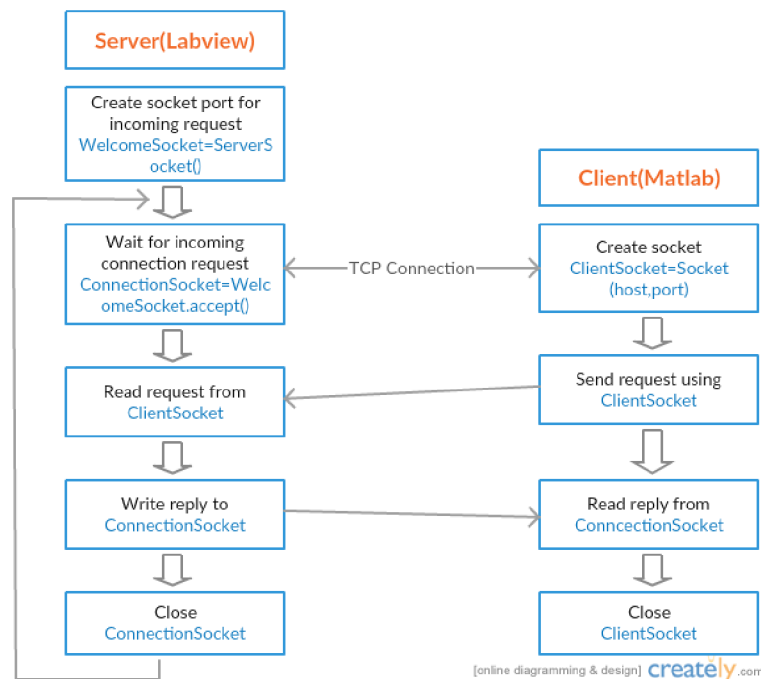 Server(Labview)
Create socket port for
incoming request
WelcomeSocket=ServerS
ocket()
Wait for incoming
connection request
ConnectionSocket=Welc
omeSocket.accept()
Read request from
ClientSocket
Write reply to
ConnectionSocket
Close
ConnectionSocket
TCP Connection
Client(Matlab)
Create socket
ClientSocket=Socket
(host,port)
Send request using
ClientSocket
Read reply from
ConncectionSocket
Close
ClientSocket
[online diagramming & design] creately.com